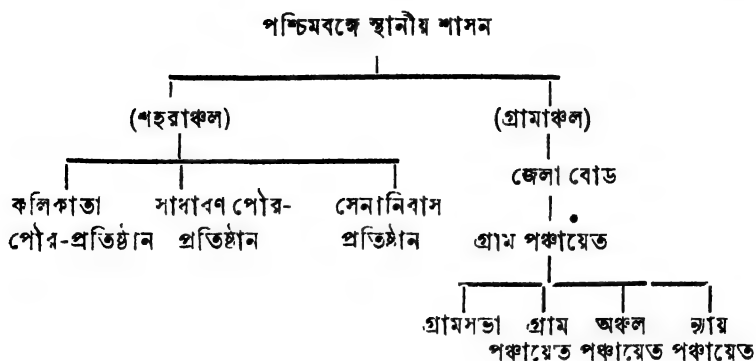 পশ্চিমবঙ্গে স্থানীয় শাসন
(শহরাঞ্চল) (গ্রামাঞ্চল)
জেলা বোর্ড
কলিকাতা সাধারণ পৌর- সেনানিবাস
পৌর-প্রতিষ্ঠান প্রতিষ্ঠান প্রতিষ্ঠান গ্রাম পঞ্চায়েত
গ্রামসভা গ্রাম অঞ্চল ন্যায়
পঞ্চায়েত পঞ্চায়েত পঞ্চায়েত